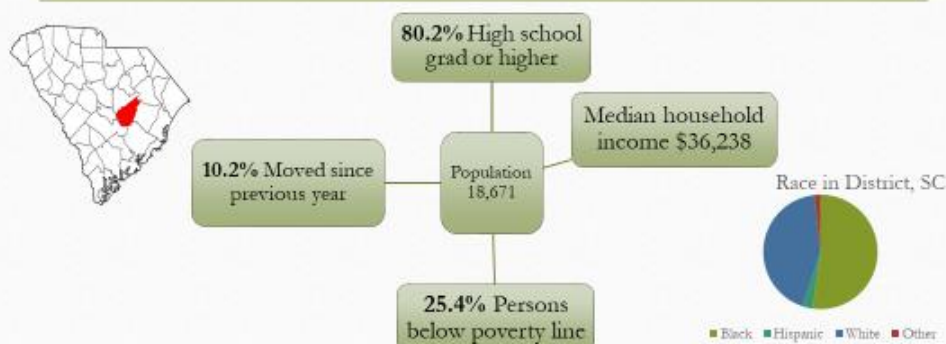 80.2% High school
grad or higher
Median household
income $36,238
10.2% Moved since
previous year
Population
18,671
Race in District, SC
25.4% Persons
below poverty line
Black Hispanic White Other